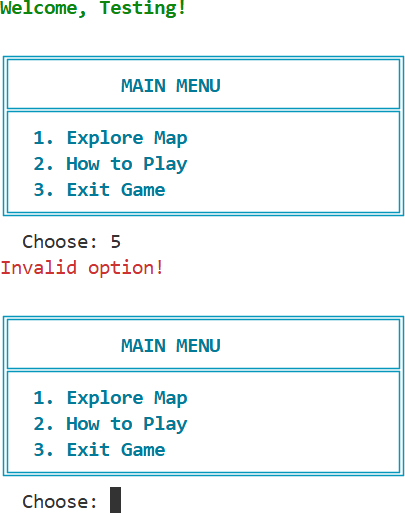 Welcome, Testing!
MAIN MENU
1. Explore Map
2. How to Play
3. Exit Game
Choose: 5
Invalid option!
MAIN MENU
1. Explore Map
2. How to Play
3. Exit Game
Choose: